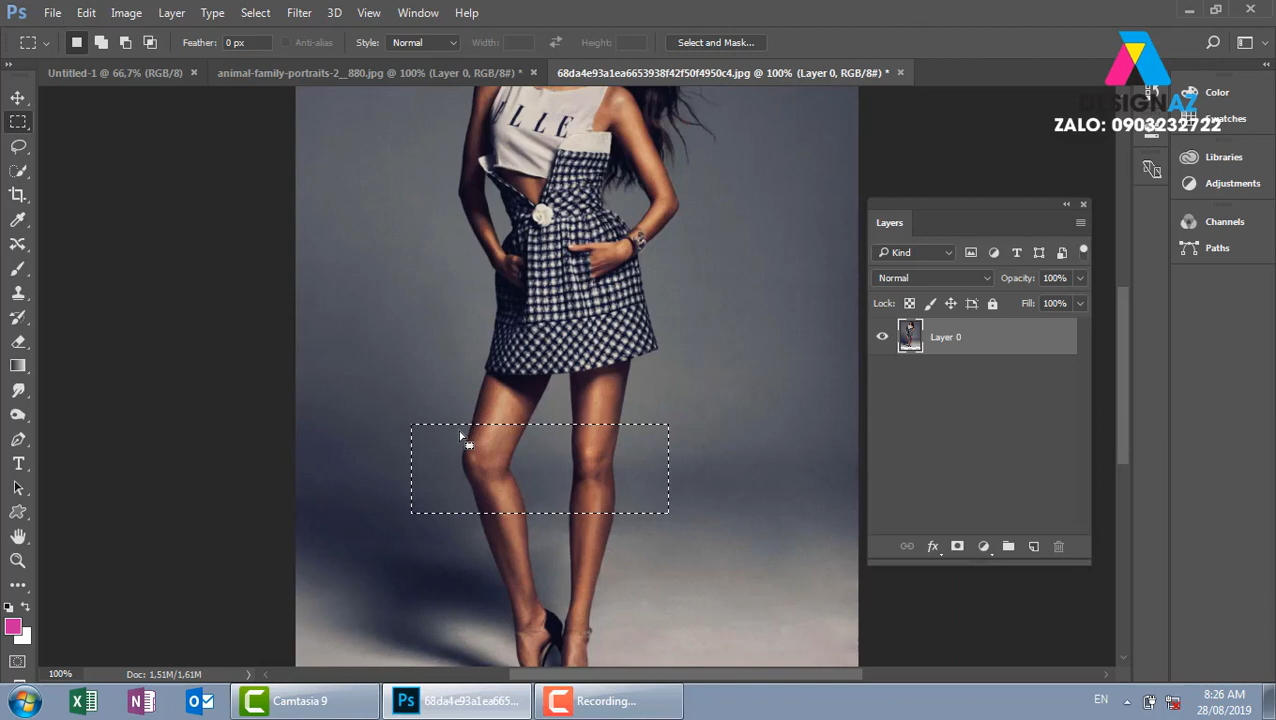 Ps File Edit Image Layer Type Select Filter 3D View Window Help
Feather: 0 px Anti-alias Style: Normal Width: Height: Select and Mask...
Untitled-1 @ 66,7% (RGB/8) × animal-family-portraits-2__880.jpg @ 100% (Layer 0, RGB/8#) * × 68da4e93a1ea6653938f42f50f4950c4.jpg @ 100% (Layer 0, RGB/8#) * ×
DESIGNAZ
ZALO: 0903232722
Color
Swatches
Libraries
Adjustments
Channels
Paths
ELLE
Layers
Kind
Normal Opacity: 100%
Lock: Fill: 100%
Layer 0
fx
100% Doc: 1,51M/1,61M
Camtasia 9
Ps 68da4e93a1ea665...
Recording...
EN
8:26 AM
28/08/2019